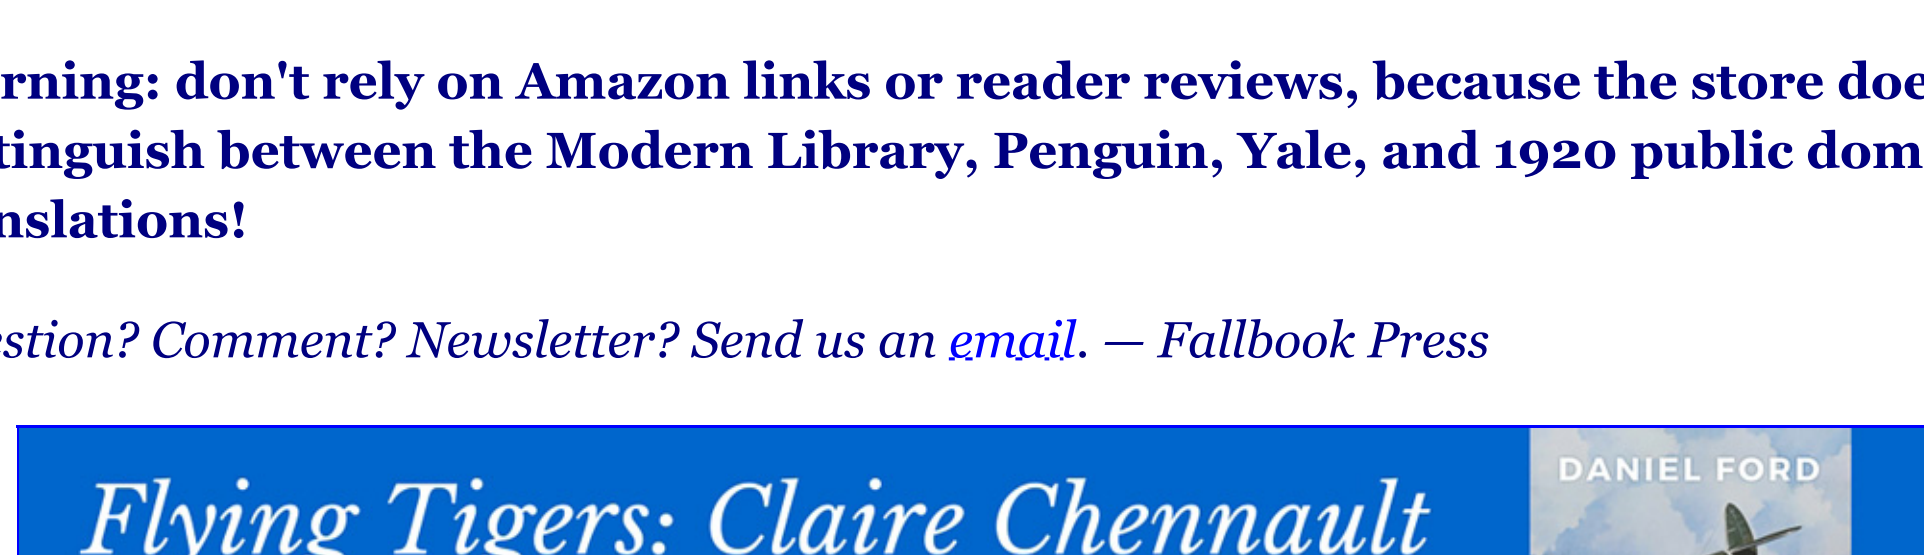 rning: don't rely on Amazon links or reader reviews, because the store doe
tinguish between the Modern Library, Penguin, Yale, and 1920 public dom
nslations!
estion? Comment? Newsletter? Send us an email. — Fallbook Press
DANIEL FORD
Flying Tigers: Claire Chennault